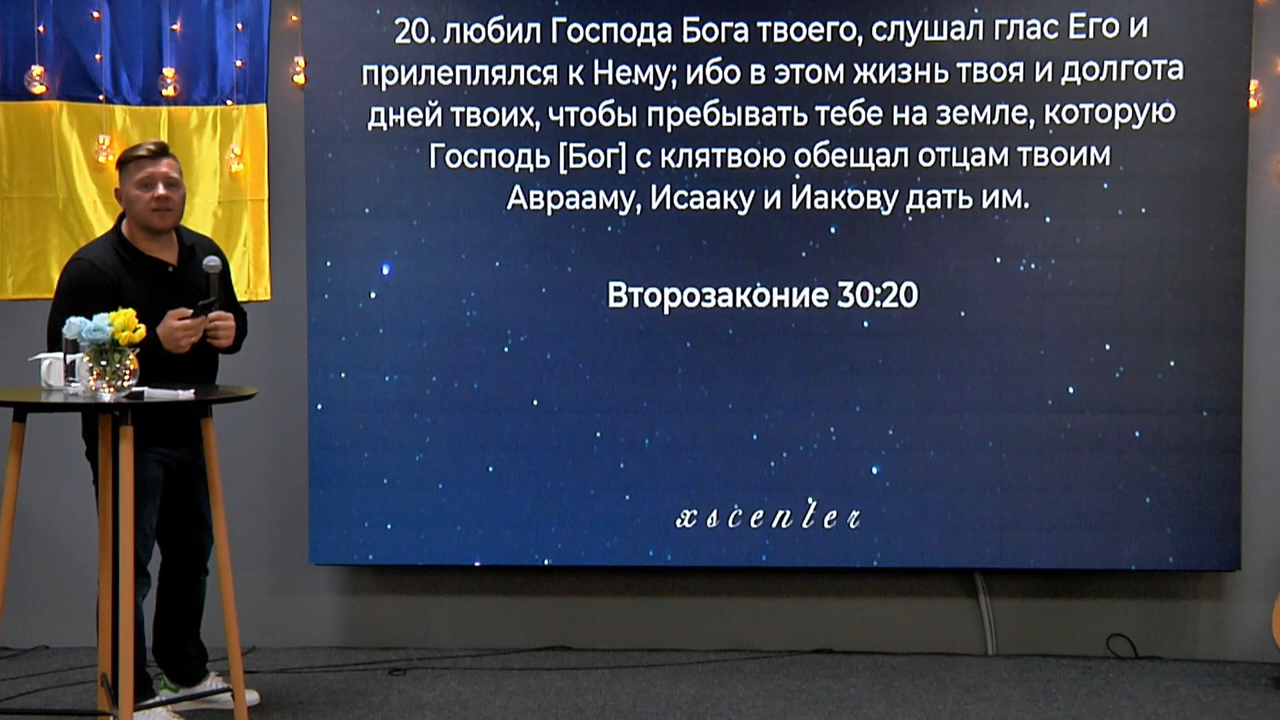 20. любил Господа Бога твоего, слушал глас Его и
прилеплялся к Нему; ибо в этом жизнь твоя и долгота
дней твоих, чтобы пребывать тебе на земле, которую
Господь [Бог] с клятвою обещал отцам твоим
Аврааму, Исааку и Иакову дать им.
Второзаконие 30:20
xscenter